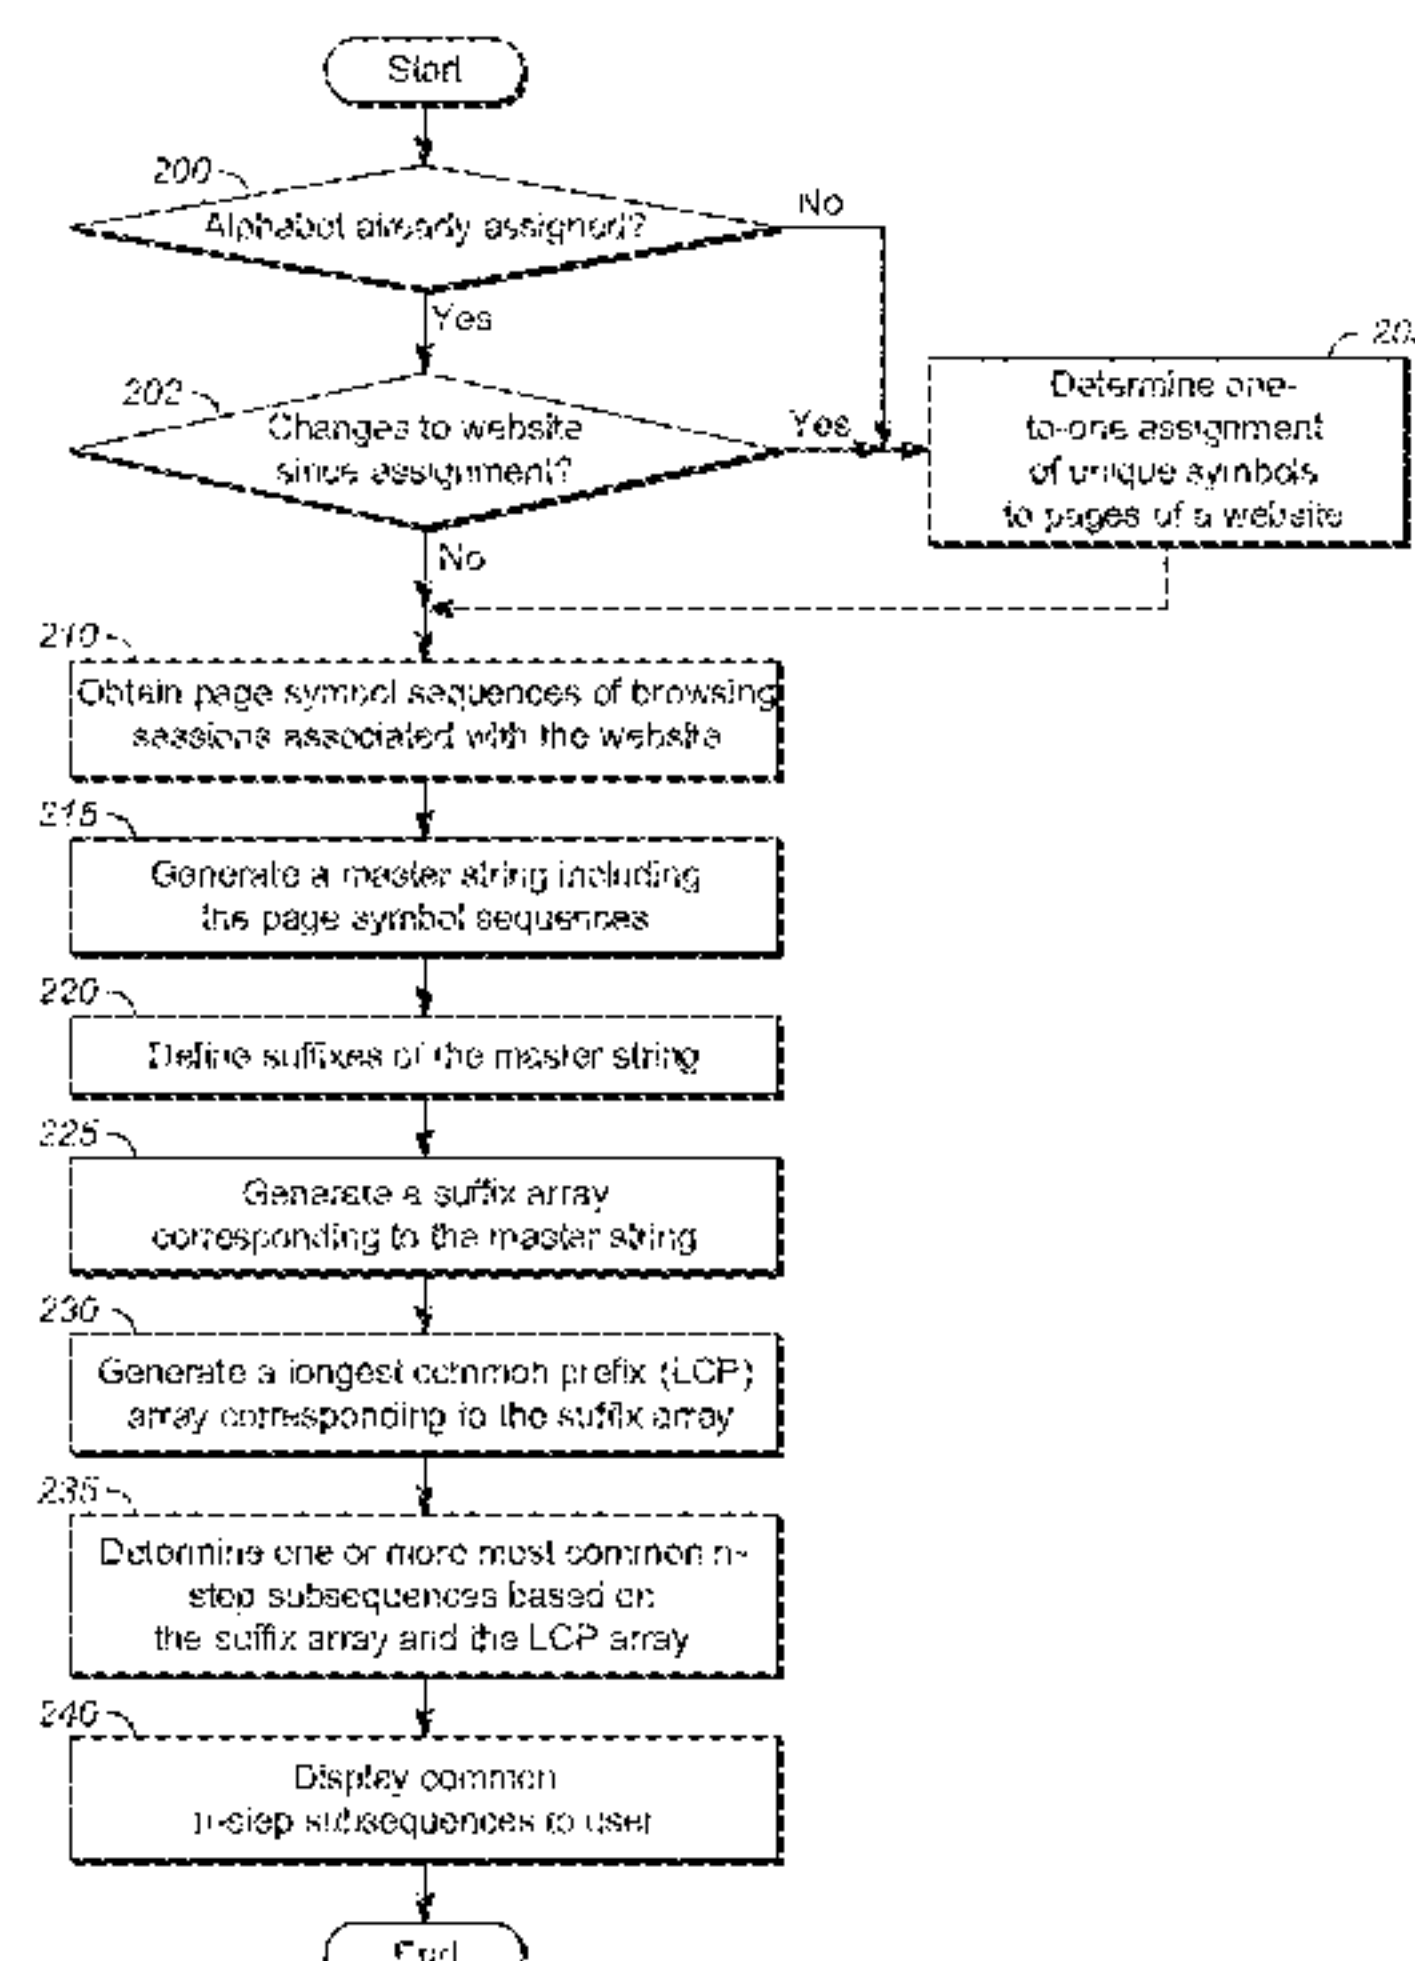 Start
200
Alphabet already assigned?
No
Yes
202
Changes to website
since assignment?
Yes
No
20
Determine one-
to-one assignment
of unique symbols
to pages of a website
210
Obtain page symbol sequences of browsing
sessions associated with the website
215
Generate a master string including
the page symbol sequences
220
Define suffixes of the master string
225
Generate a suffix array
corresponding to the master string
230
Generate a longest common prefix (LCP)
array corresponding to the suffix array
235
Determine one or more most common n-
step subsequences based on
the suffix array and the LCP array
240
Display common
n-step subsequences to user
End